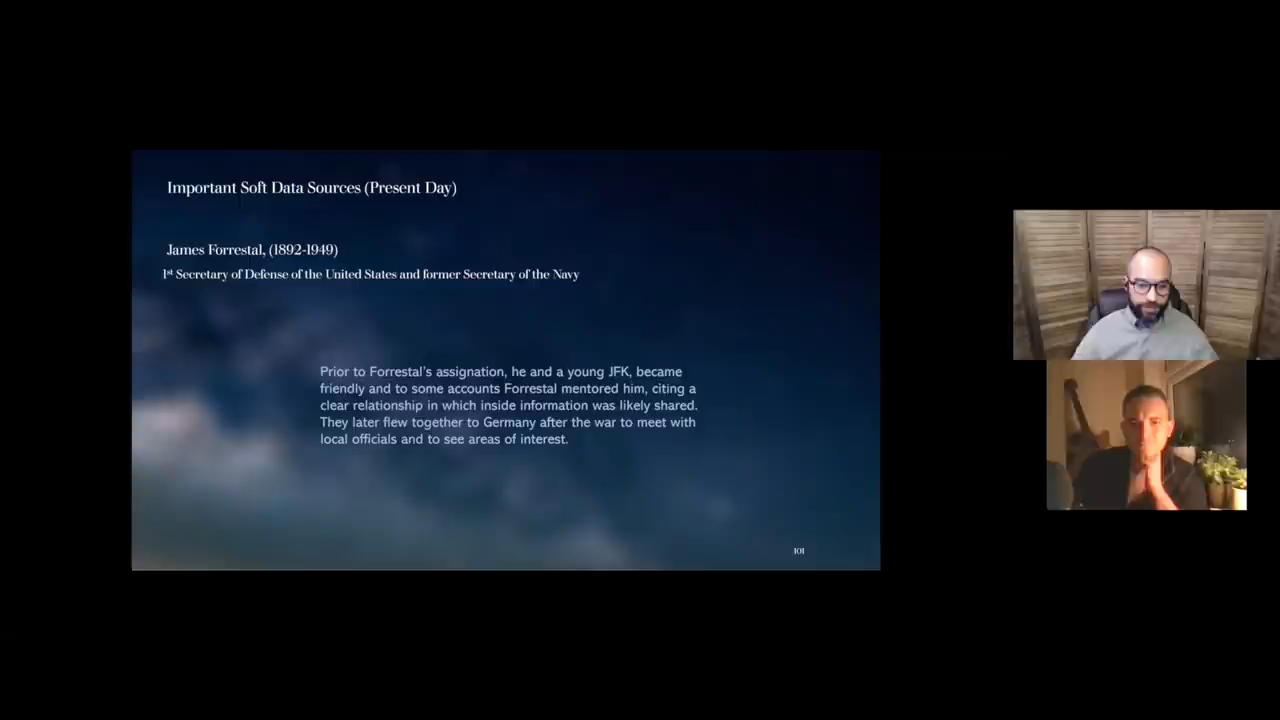 Important Soft Data Sources (Present Day)
James Forrestal, (1892-1949)
1st Secretary of Defense of the United States and former Secretary of the Navy
Prior to Forrestal's assignation, he and a young JFK, became
friendly and to some accounts Forrestal mentored him, citing a
clear relationship in which inside information was likely shared.
They later flew together to Germany after the war to meet with
local officials and to see areas of interest.
101